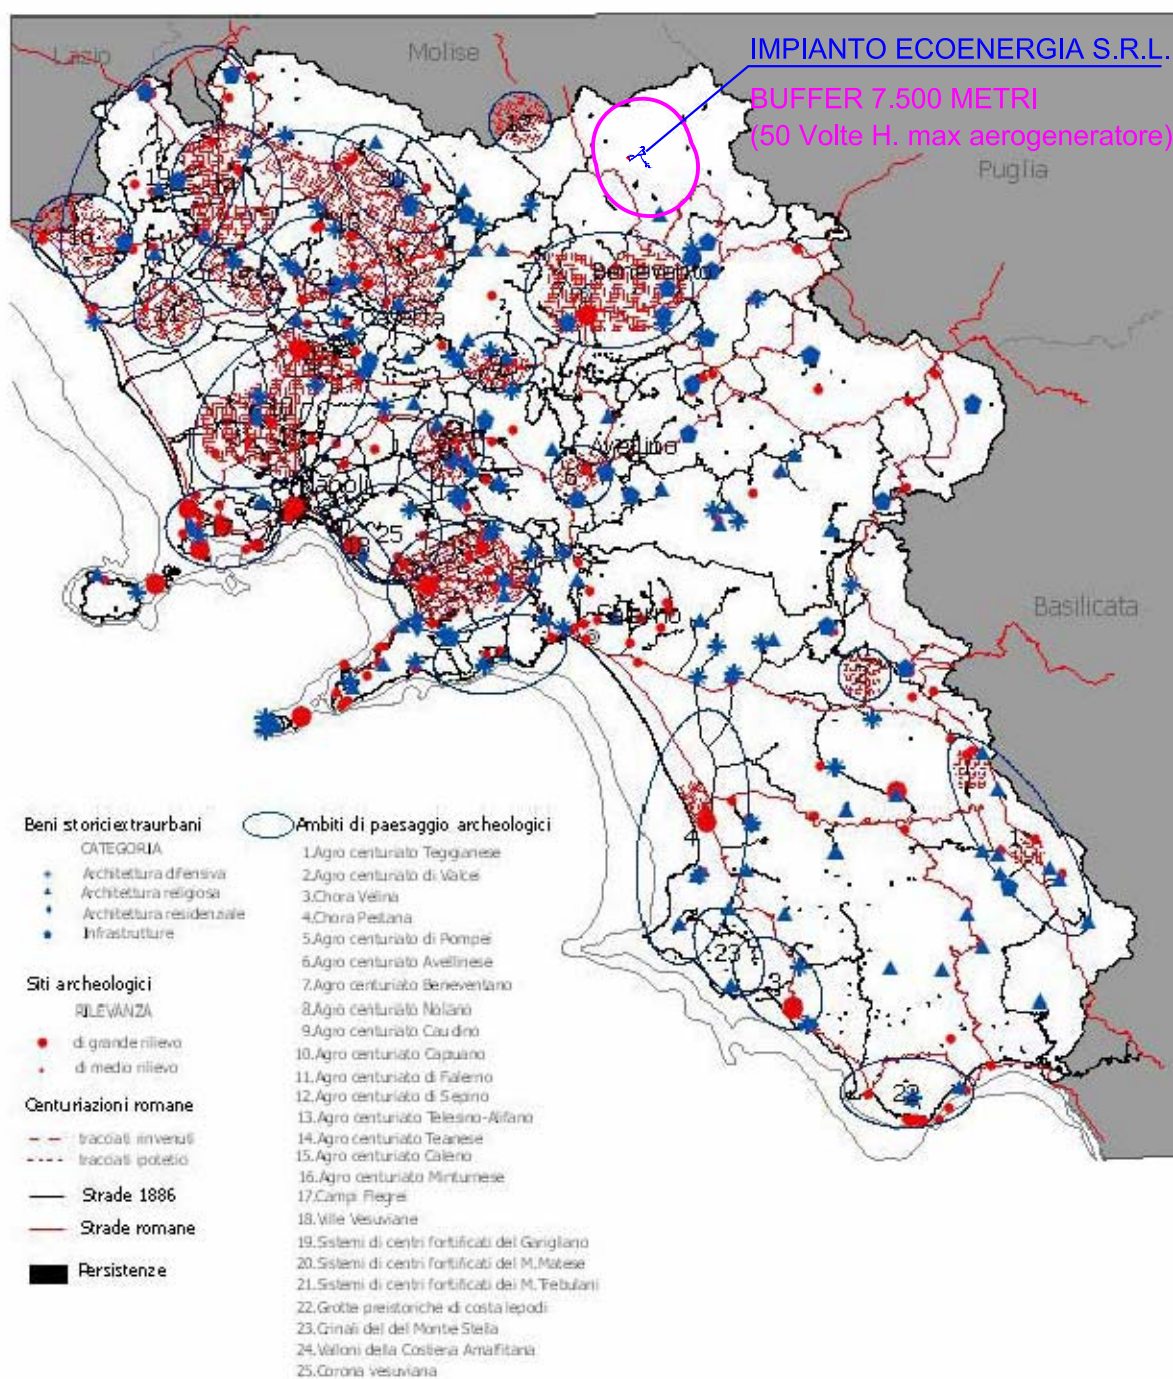 Lazio
Molise
IMPIANTO ECOENERGIA S.R.L.
BUFFER 7.500 METRI
(50 Volte H. max aerogeneratore)
Puglia
Benevento
Avellino
Napoli
25
Salerno
Basilicata
4
23
3
22
Beni storici extraurbani
CATEGORIA
Architettura difensiva
Architettura religiosa
Architettura residenziale
Infrastrutture
Siti archeologici
RILEVANZA
di grande rilievo
di medio rilievo
Centuriazioni romane
tracciati rinvenuti
tracciati ipotetici
Strade 1886
Strade romane
Persistenze
Ambiti di paesaggio archeologici
1.Agro centuriato Teggianese
2.Agro centuriato di Valcei
3.Chora Velina
4.Chora Pestana
5.Agro centuriato di Pompei
6.Agro centuriato Avellinese
7.Agro centuriato Beneventano
8.Agro centuriato Nolano
9.Agro centuriato Caudino
10.Agro centuriato Capuano
11.Agro centuriato di Falerno
12.Agro centuriato di Sepino
13.Agro centuriato Telesino-Alifano
14.Agro centuriato Teanese
15.Agro centuriato Caleno
16.Agro centuriato Minturnese
17.Campi Flegrei
18.Ville Vesuviane
19.Sistemi di centri fortificati del Garigliano
20.Sistemi di centri fortificati del M.Matese
21.Sistemi di centri fortificati dei M.Trebulani
22.Grotte preistoriche di costa lepodi
23.Crinali del del Monte Stella
24.Valloni della Costiera Amalfitana
25.Corona vesuviana